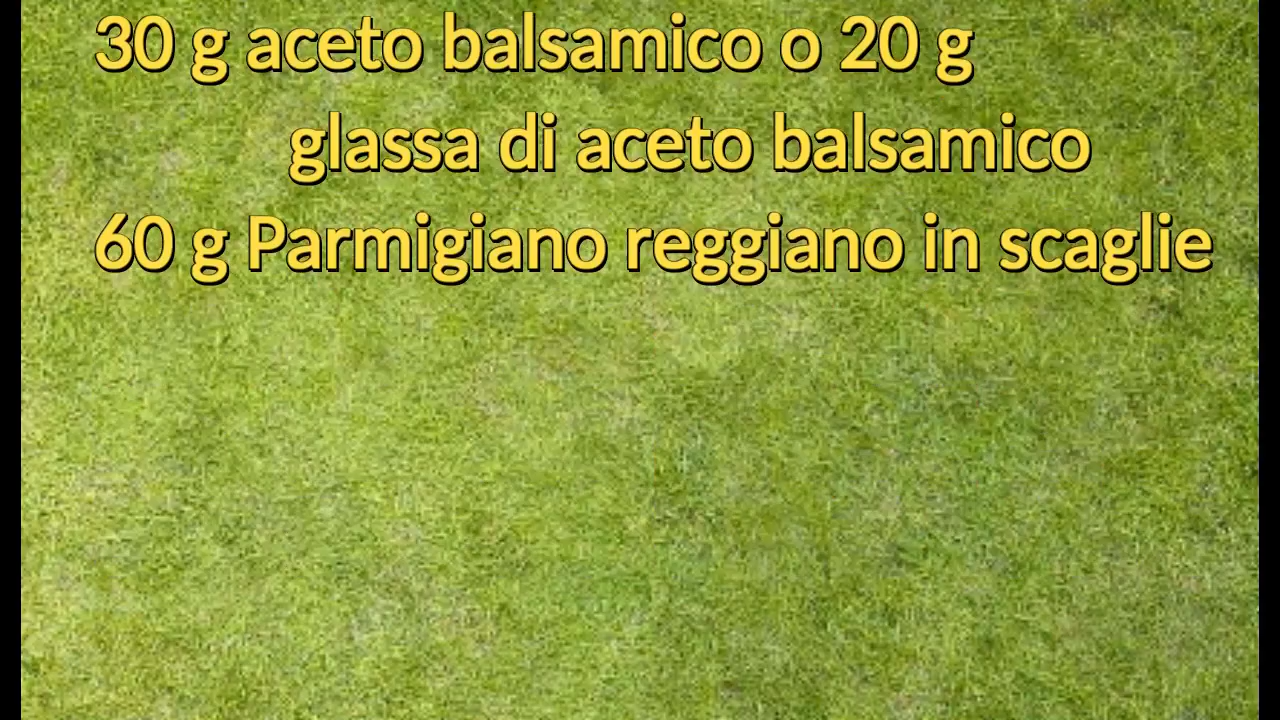 30 g aceto balsamico o 20 g
glassa di aceto balsamico
60 g Parmigiano reggiano in scaglie